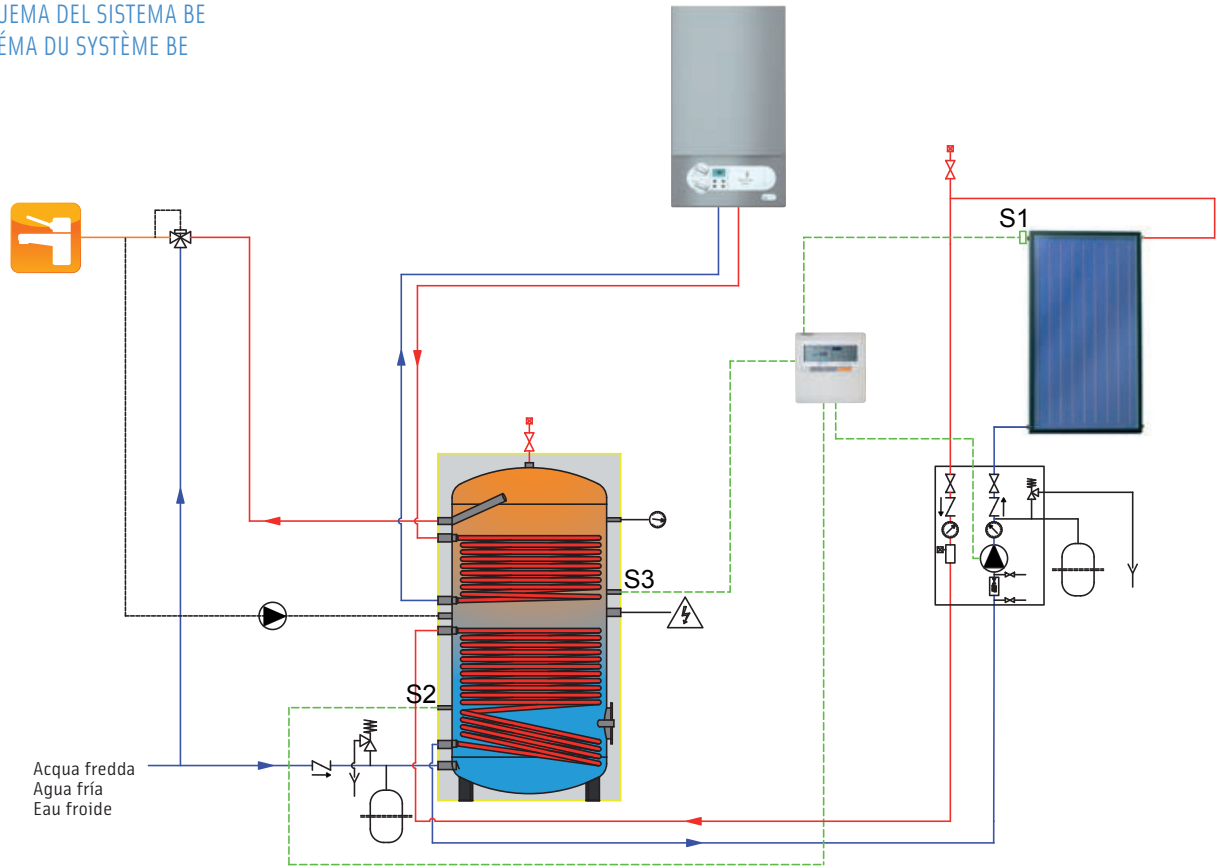 UEMA DEL SISTEMA BE
ÉMA DU SYSTÈME BE
S1
S3
S2
Acqua fredda
Agua fría
Eau froide